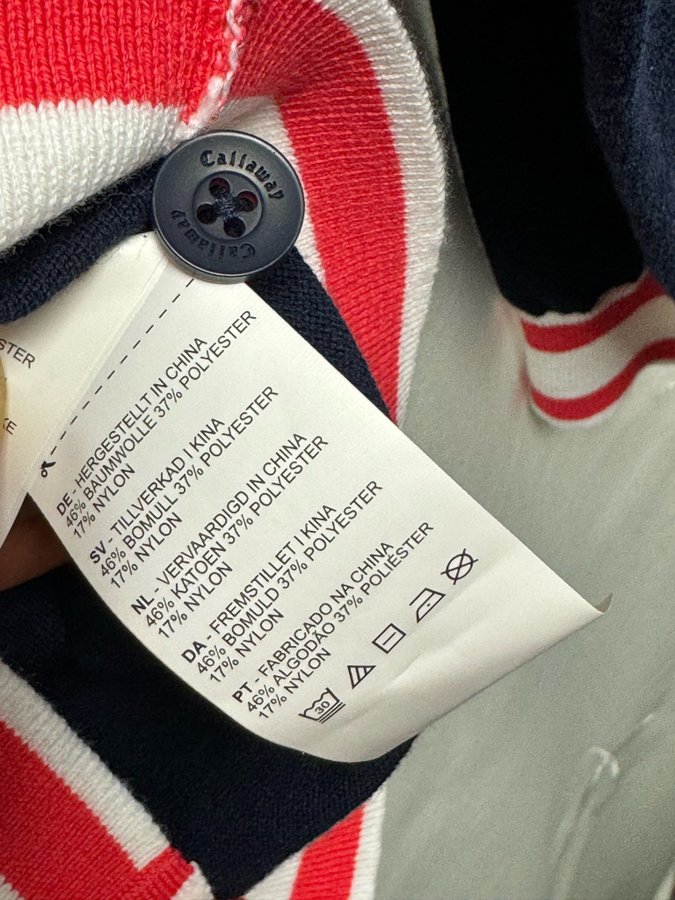 Callaway
Callaway
STER
KE
DE - HERGESTELLT IN CHINA
46% BAUMWOLLE 37% POLYESTER
17% NYLON
SV - TILLVERKAD I KINA
46% BOMULL 37% POLYESTER
17% NYLON
NL - VERVAARDIGD IN CHINA
46% KATOEN 37% POLYESTER
17% NYLON
DA - FREMSTILLET I KINA
46% BOMULD 37% POLYESTER
17% NYLON
PT - FABRICADO NA CHINA
46% ALGODÃO 37% POLIÉSTER
17% NYLON
30